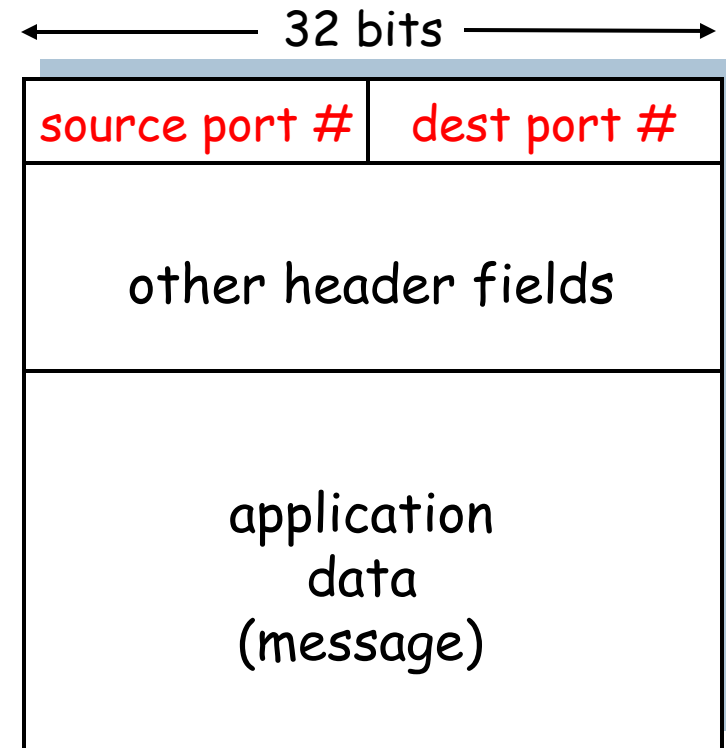 32 bits
source port # dest port #
other header fields
application
data
(message)